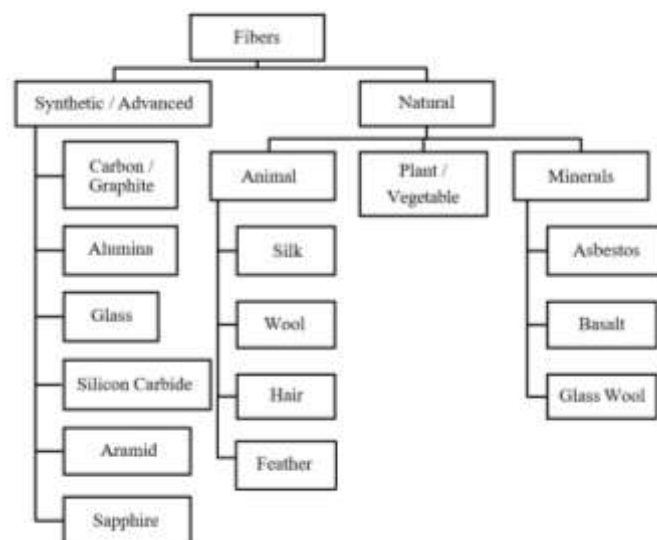 Fibers
Synthetic / Advanced
Natural
Carbon /
Graphite
Alumina
Glass
Silicon Carbide
Aramid
Sapphire
Animal
Silk
Wool
Hair
Feather
Plant /
Vegetable
Minerals
Asbestos
Basalt
Glass Wool